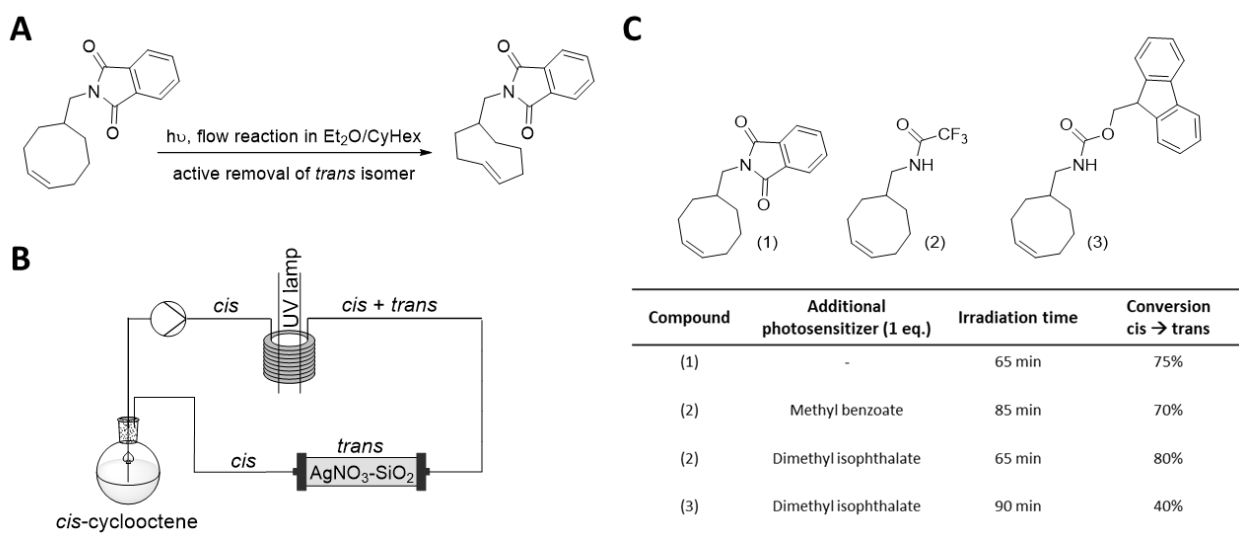 A
O
N
O
hυ, flow reaction in Et2O/CyHex
active removal of trans isomer
O
N
O
B
cis
UV lamp
cis + trans
trans
cis
AgNO3-SiO2
cis-cyclooctene
C
O
N
O
(1)
O
CF3
NH
(2)
O
O
NH
(3)
Compound
Additional
photosensitizer (1 eq.)
Irradiation time
Conversion
cis → trans
(1) - 65 min 75%
(2) Methyl benzoate 85 min 70%
(2) Dimethyl isophthalate 65 min 80%
(3) Dimethyl isophthalate 90 min 40%